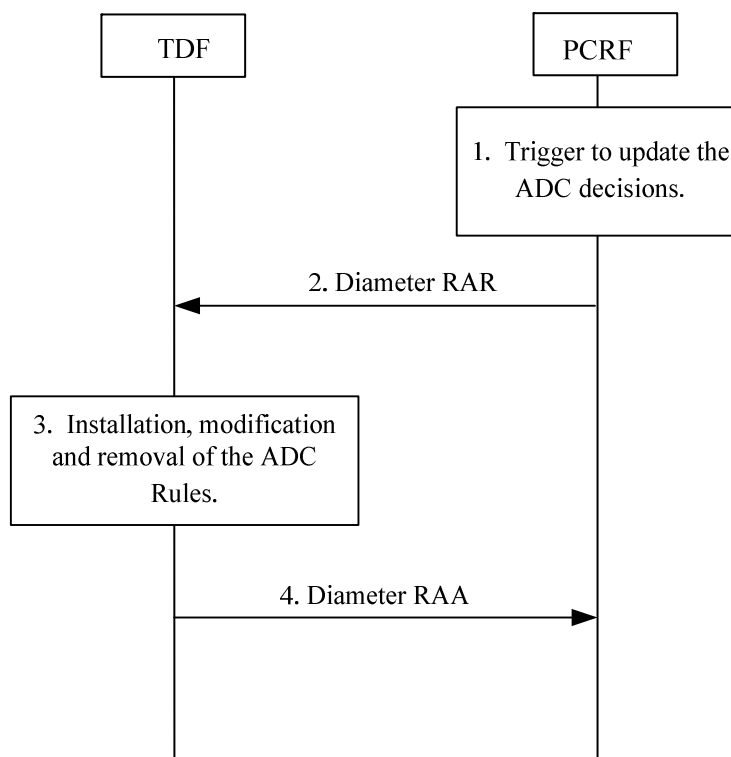 TDF
PCRF
1. Trigger to update the
ADC decisions.
2. Diameter RAR
3. Installation, modification
and removal of the ADC
Rules.
4. Diameter RAA